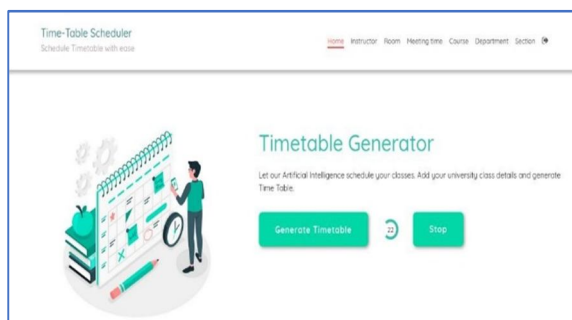 Time-Table Scheduler
Schedule Timetable with ease
Home Instructor Room Meeting time Course Department Section
Timetable Generator
Let our Artificial Intelligence schedule your classes. Add your university class details and generate
Time Table.
Generate Timetable 22 Stop